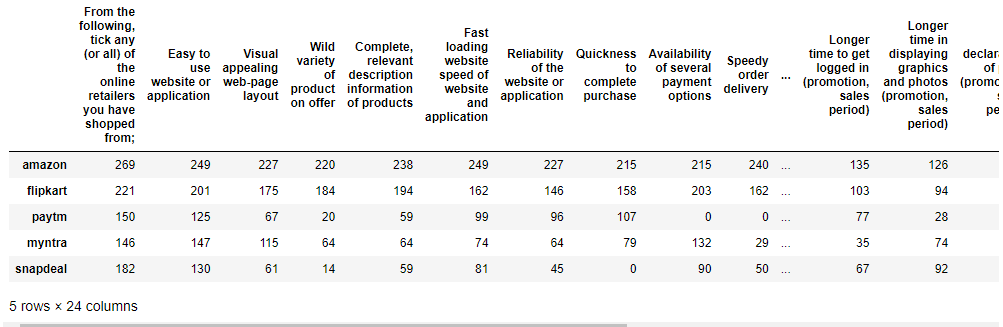 From the following, tick any (or all) of the online retailers you have shopped from; Easy to use website or application Visual appealing web-page layout Wild variety of product on offer Complete, relevant description information of products Fast loading website speed of website and application Reliability of the website or application Quickness to complete purchase Availability of several payment options Speedy order delivery ... Longer time to get logged in (promotion, sales period) Longer time in displaying graphics and photos (promotion, sales period)
amazon 269 249 227 220 238 249 227 215 215 240 ... 135 126
flipkart 221 201 175 184 194 162 146 158 203 162 ... 103 94
paytm 150 125 67 20 59 99 96 107 0 0 ... 77 28
myntra 146 147 115 64 64 74 64 79 132 29 ... 35 74
snapdeal 182 130 61 14 59 81 45 0 90 50 ... 67 92
5 rows × 24 columns